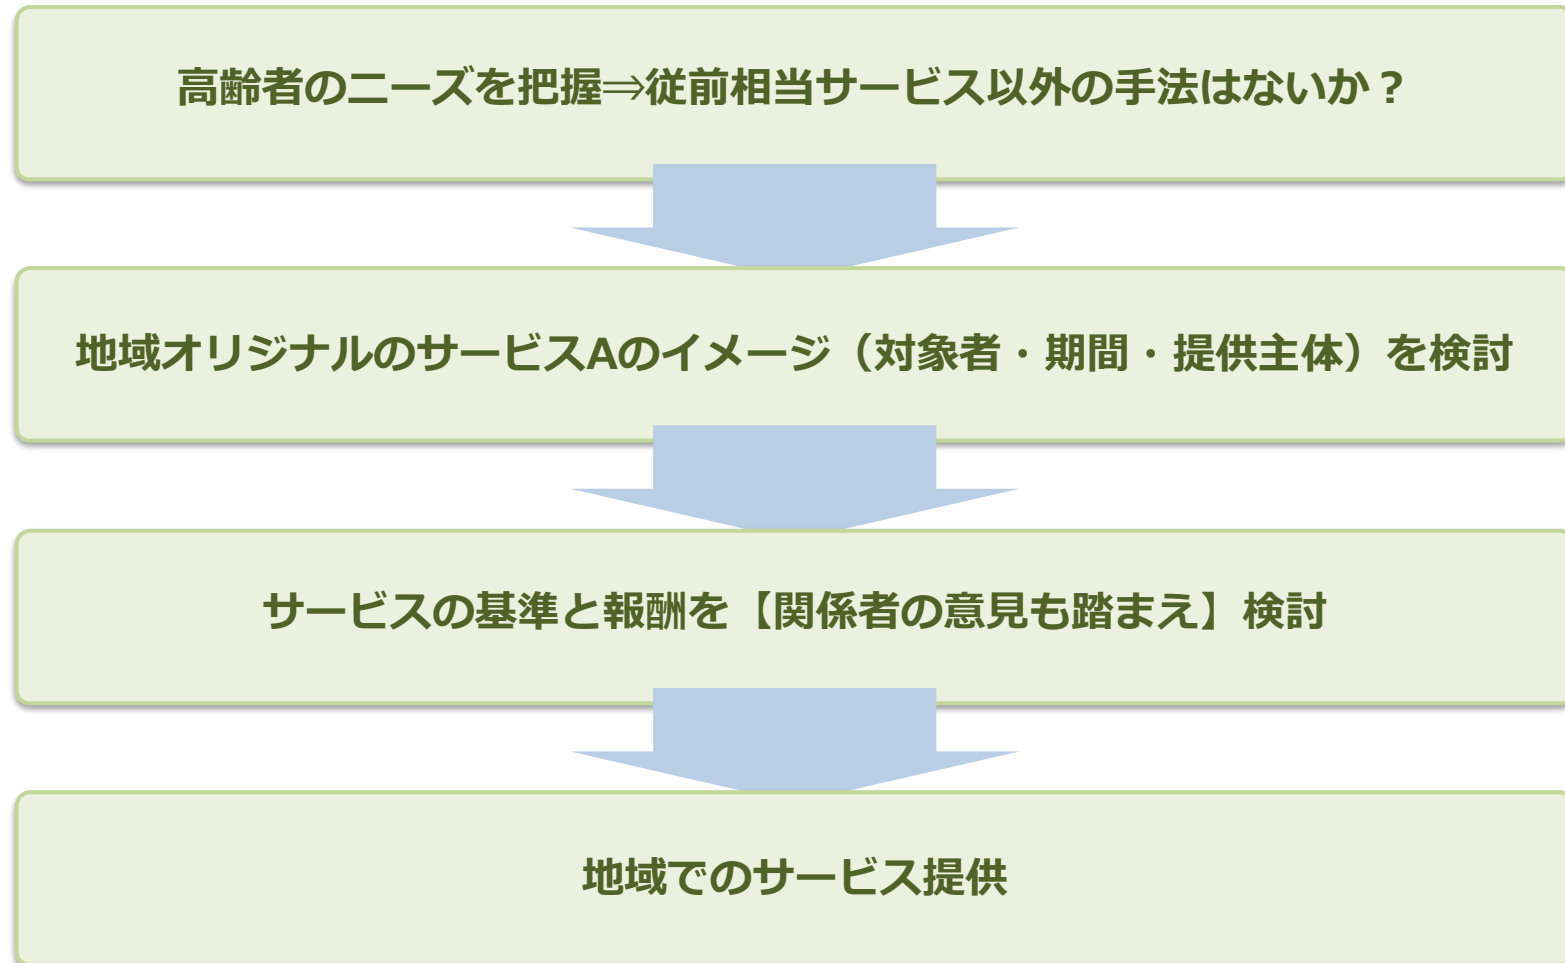 高齢者のニーズを把握⇒従前相当サービス以外の手法はないか？
地域オリジナルのサービスAのイメージ（対象者・期間・提供主体）を検討
サービスの基準と報酬を【関係者の意見も踏まえ】検討
地域でのサービス提供